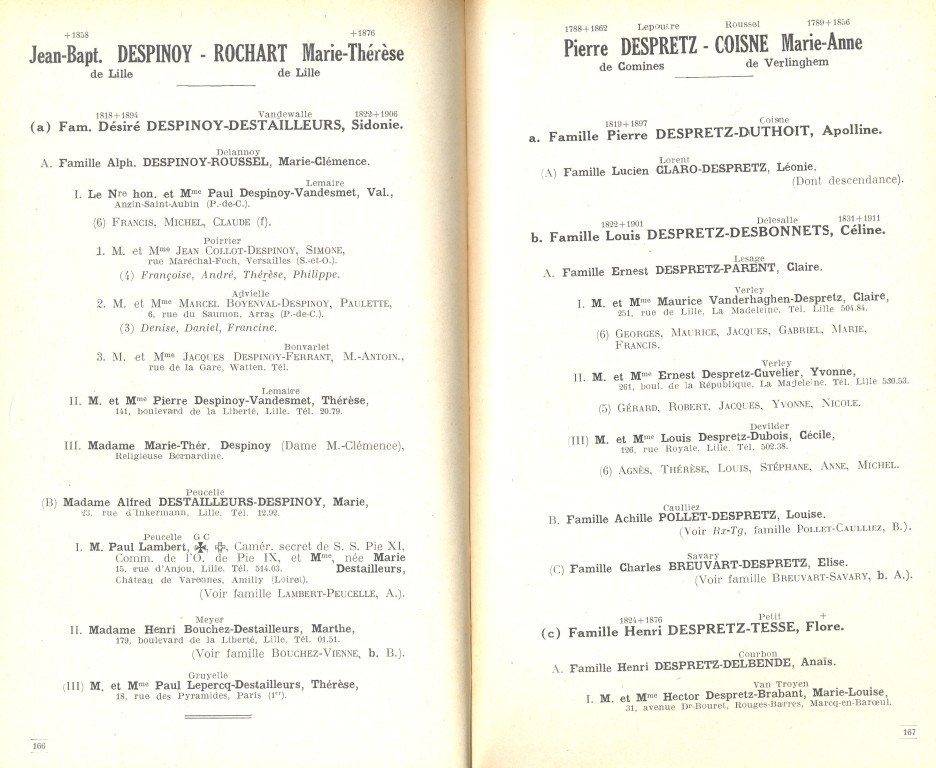 +1858 +1876
Jean-Bapt. DESPINOY - ROCHART Marie-Thérèse
de Lille de Lille
1818+1894 Vandewalle 1822+1906
(a) Fam. Désiré DESPINOY-DESTAILLEURS, Sidonie.
Delannoy
A. Famille Alph. DESPINOY-ROUSSEL, Marie-Clémence.
Lemaire
I. Le Nre hon. et Mme Paul Despinoy-Vandesmet, Val.,
Anzin-Saint-Aubin (P.-de-C.).
(6) FRANCIS, MICHEL, CLAUDE (f).
Poirrier
1. M. et Mme JEAN COLLOT-DESPINOY, SIMONE,
rue Maréchal-Foch, Versailles (S.-et-O.).
(4) Françoise, André, Thérèse, Philippe.
Advielle
2. M. et Mme MARCEL BOYENVAL-DESPINOY, PAULETTE,
6, rue du Saumon, Arras (P.-de-C.).
(3) Denise, Daniel, Francine.
Bonvarlet
3. M. et Mme JACQUES DESPINOY-FERRANT, M.-ANTOIN.,
rue de la Gare, Watten. Tél.
Lemaire
II. M. et Mme Pierre Despinoy-Vandesmet, Thérèse,
141, boulevard de la Liberté, Lille. Tél. 20.79.
III. Madame Marie-Thér. Despinoy (Dame M.-Clémence),
Religieuse Bernardine.
Peucelle
(B) Madame Alfred DESTAILLEURS-DESPINOY, Marie,
23, rue d'Inkermann, Lille. Tél. 12.92.
Peucelle G C
I. M. Paul Lambert, ✠, ✠, Camér. secret de S. S. Pie XI,
Comm. de l'O. de Pie IX, et Mme, née Marie
15, rue d'Anjou, Lille. Tél. 514.03. Destailleurs,
Château de Varennes, Amilly (Loiret).
(Voir famille LAMBERT-PEUCELLE, A.).
Meyer
II. Madame Henri Bouchez-Destailleurs, Marthe,
179, boulevard de la Liberté, Lille. Tél. 01.51.
(Voir famille BOUCHEZ-VIENNE, b. B.).
Gruyelle
(III) M. et Mme Paul Lepercq-Destailleurs, Thérèse,
18, rue des Pyramides, Paris (1er).
166
1788+1862 Lepoutre Roussel 1789+1856
Pierre DESPRETZ - COISNE Marie-Anne
de Comines de Verlinghem
1819+1897 Coisne
a. Famille Pierre DESPRETZ-DUTHOIT, Apolline.
Lorent
(A) Famille Lucien CLARO-DESPRETZ, Léonie.
(Dont descendance).
1822+1901 Delesalle 1831+1911
b. Famille Louis DESPRETZ-DESBONNETS, Céline.
Lesage
A. Famille Ernest DESPRETZ-PARENT, Claire.
Verley
I. M. et Mme Maurice Vanderhaghen-Despretz, Claire,
251, rue de Lille, La Madeleine. Tél. Lille 504.84.
(6) GEORGES, MAURICE, JACQUES, GABRIEL, MARIE,
FRANCIS.
Verley
II. M. et Mme Ernest Despretz-Cuvelier, Yvonne,
261, boul. de la République, La Madeleine. Tél. Lille 530.53.
(5) GÉRARD, ROBERT, JACQUES, YVONNE, NICOLE.
Devilder
(III) M. et Mme Louis Despretz-Dubois, Cécile,
126, rue Royale, Lille. Tél. 502.38.
(6) AGNÈS, THÉRÈSE, LOUIS, STÉPHANE, ANNE, MICHEL.
Caulliez
B. Famille Achille POLLET-DESPRETZ, Louise.
(Voir Rx-Tg, famille POLLET-CAULLIEZ, B.).
Savary
(C) Famille Charles BREUVART-DESPRETZ, Elise.
(Voir famille BREUVART-SAVARY, b. A.).
1824+1876 Petit +
(c) Famille Henri DESPRETZ-TESSE, Flore.
Courbon
A. Famille Henri DESPRETZ-DELBENDE, Anaïs.
Van Troyen
I. M. et Mme Hector Despretz-Brabant, Marie-Louise,
31, avenue Dr-Bouret, Rouges-Barres, Marcq-en-Barœul.
167